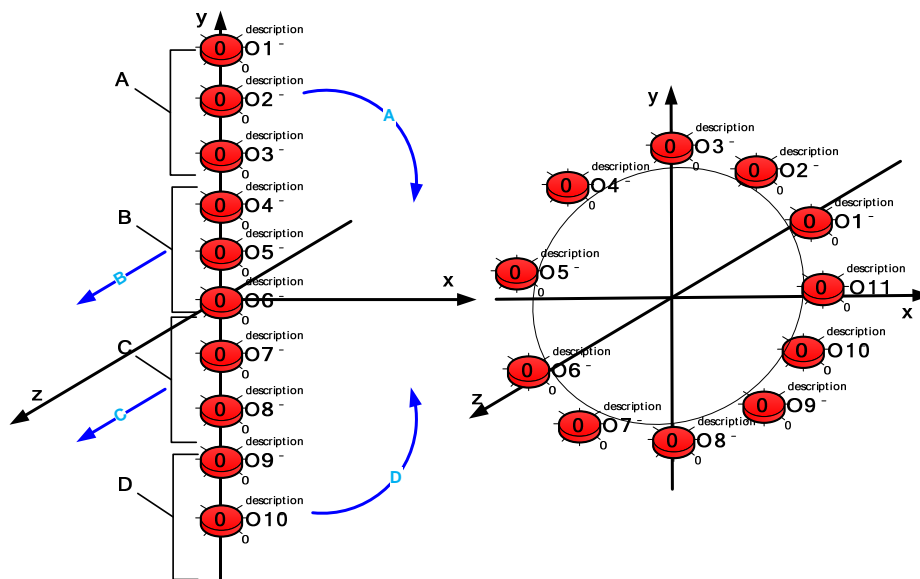 y
description
0 O1 -
0
A
description
0 O2 -
0
A
description
0 O3 -
0
description
0 O4 -
0
B
description
0 O5 -
0
B
description
0 O6 -
0
x
C
description
0 O7 -
0
z
description
0 O8 -
0
C
description
0 O9 -
0
D
D
description
0 O10
0
y
description
0 O3 -
0
description
0 O2 -
0
description
0 O4 -
0
description
0 O1 -
0
description
0 O5 -
0
description
0 O11
0
x
description
0 O10
0
description
0 O6 -
0
z
description
0 O9 -
0
description
0 O7 -
0
description
0 O8 -
0